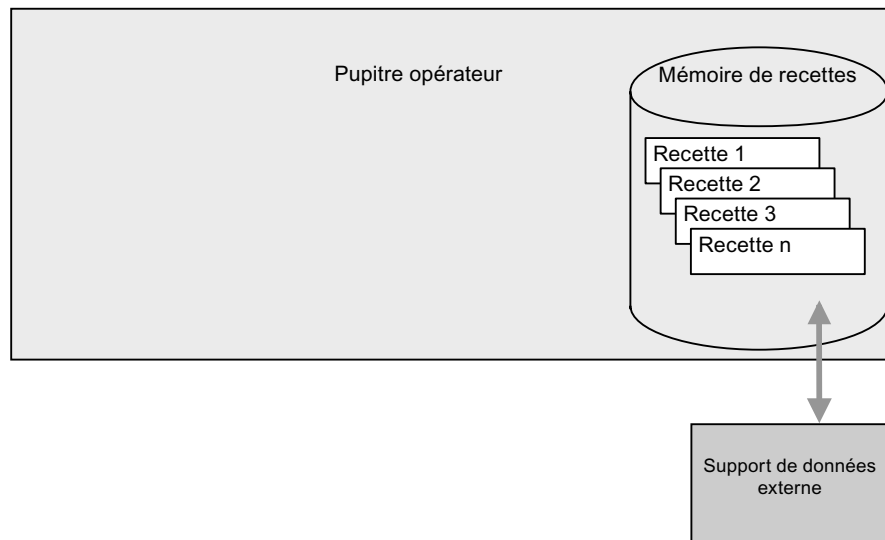 Pupitre opérateur
Mémoire de recettes
Recette 1
Recette 2
Recette 3
Recette n
Support de données
externe